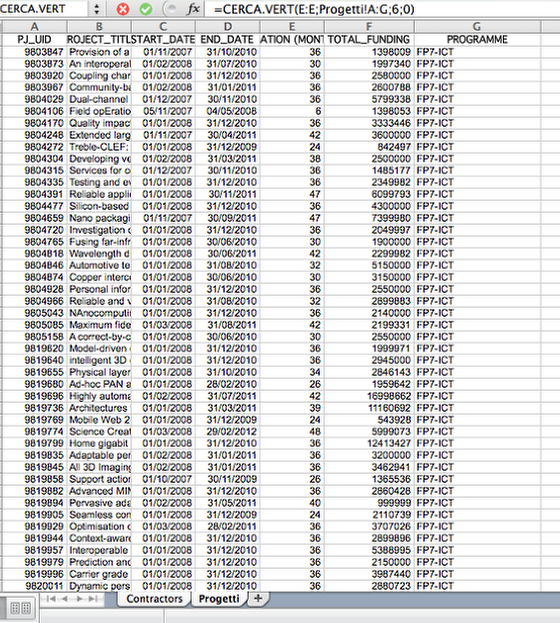 CERCA.VERT =CERCA.VERT(E:E;Progetti!A:G;6;0)
A B C D E F G
PJ_UID ROJECT_TITL START_DATE END_DATE ATION (MONT TOTAL_FUNDING PROGRAMME
9803847 Provision of a 01/11/2007 31/10/2010 36 1398009 FP7-ICT
9803873 An interoperal 01/02/2008 31/07/2010 30 1997340 FP7-ICT
9803920 Coupling char 01/01/2008 31/12/2010 36 2580000 FP7-ICT
9803967 Community-ba 01/02/2008 31/01/2011 36 2600788 FP7-ICT
9804029 Dual-channel 01/12/2007 30/11/2010 36 5799338 FP7-ICT
9804106 Field opEratio 05/11/2007 04/05/2008 6 1398053 FP7-ICT
9804170 Quality impac 01/01/2008 31/12/2010 36 3333446 FP7-ICT
9804248 Extended larg 01/11/2007 30/04/2011 42 3600000 FP7-ICT
9804272 Treble-CLEF: 01/01/2008 31/12/2009 24 842497 FP7-ICT
9804304 Developing ve 01/02/2008 31/03/2011 38 2500000 FP7-ICT
9804315 Services for o 01/12/2007 30/11/2010 36 1485177 FP7-ICT
9804335 Testing and ev 01/01/2008 31/12/2010 36 2349982 FP7-ICT
9804391 Reliable appli 01/01/2008 30/11/2011 47 6099793 FP7-ICT
9804477 Silicon-based 01/01/2008 31/12/2010 36 4300000 FP7-ICT
9804659 Nano packagi 01/11/2007 30/09/2011 47 7399980 FP7-ICT
9804720 Investigation o 01/01/2008 31/12/2010 36 2049997 FP7-ICT
9804765 Fusing far-infr 01/01/2008 30/06/2010 30 1900000 FP7-ICT
9804818 Wavelength d 01/01/2008 30/06/2011 42 2299982 FP7-ICT
9804846 Automotive te 01/01/2008 31/08/2010 32 5150000 FP7-ICT
9804874 Copper interc 01/01/2008 30/06/2010 30 3150000 FP7-ICT
9804928 Personal infor 01/01/2008 31/12/2010 36 2550000 FP7-ICT
9804966 Reliable and v 01/01/2008 31/08/2010 32 2899883 FP7-ICT
9805043 NAnocomputi 01/01/2008 31/12/2010 36 2140000 FP7-ICT
9805085 Maximum fide 01/03/2008 31/08/2011 42 2199331 FP7-ICT
9805158 A correct-by-c 01/01/2008 30/06/2010 30 2550000 FP7-ICT
9819620 Model-driven 01/01/2008 31/12/2010 36 1999971 FP7-ICT
9819640 intelligent 3D 01/01/2008 31/12/2010 36 2945000 FP7-ICT
9819655 Physical layer 01/01/2008 31/10/2010 34 2846143 FP7-ICT
9819680 Ad-hoc PAN a 01/01/2008 28/02/2010 26 1959642 FP7-ICT
9819696 Highly automa 01/02/2008 31/07/2011 42 16998662 FP7-ICT
9819736 Architectures 01/01/2008 31/03/2011 39 11160692 FP7-ICT
9819769 Mobile Web 2 01/01/2008 31/12/2009 24 543928 FP7-ICT
9819774 Science Creat 01/03/2008 29/02/2012 48 5999073 FP7-ICT
9819799 Home gigabit 01/01/2008 31/12/2010 36 12413427 FP7-ICT
9819835 Adaptable per 01/02/2008 31/01/2011 36 3200000 FP7-ICT
9819845 All 3D Imaging 01/02/2008 31/01/2011 36 3462941 FP7-ICT
9819858 Support action 01/10/2007 30/11/2009 26 1365536 FP7-ICT
9819882 Advanced MIM 01/01/2008 31/12/2010 36 2860428 FP7-ICT
9819894 Pervasive ada 01/02/2008 31/05/2011 40 999999 FP7-ICT
9819905 Seamless con 01/01/2008 31/12/2009 24 2110739 FP7-ICT
9819929 Optimisation o 01/03/2008 28/02/2011 36 3707026 FP7-ICT
9819944 Context-aware 01/01/2008 31/12/2010 36 2899896 FP7-ICT
9819957 Interoperable 01/01/2008 31/12/2010 36 5388995 FP7-ICT
9819979 Prediction and 01/01/2008 31/12/2010 36 2150000 FP7-ICT
9819996 Carrier grade 01/01/2008 31/12/2010 36 3987440 FP7-ICT
9820011 Dynamic pers 01/01/2008 31/12/2010 36 2880723 FP7-ICT
Contractors Progetti